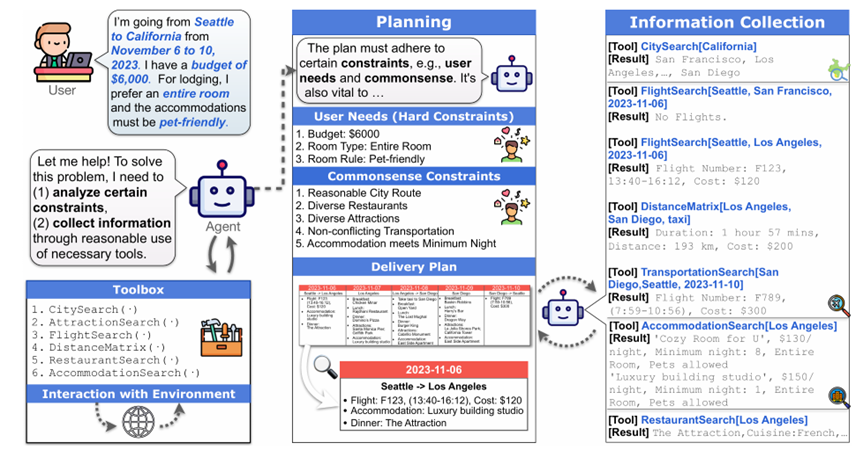 I'm going from Seattle
to California from
November 6 to 10,
2023. I have a budget of
$6,000. For lodging, I
prefer an entire room
and the accommodations
must be pet-friendly.
User
Let me help! To solve
this problem, I need to
(1) analyze certain
constraints,
(2) collect information
through reasonable use
of necessary tools.
Agent
Toolbox
1. CitySearch(·)
2. AttractionSearch(·)
3. FlightSearch(·)
4. DistanceMatrix(·)
5. RestaurantSearch(·)
6. AccommodationSearch(·)
Interaction with Environment
Planning
The plan must adhere to
certain constraints, e.g., user
needs and commonsense. It's
also vital to …
User Needs (Hard Constraints)
1. Budget: $6000
2. Room Type: Entire Room
3. Room Rule: Pet-friendly
Commonsense Constraints
1. Reasonable City Route
2. Diverse Restaurants
3. Diverse Attractions
4. Non-conflicting Transportation
5. Accommodation meets Minimum Night
Delivery Plan
2023-11-06
Seattle -> Los Angeles
• Flight: F123, (13:40-16:12), Cost: $120
• Accommodation: Luxury building studio
• Dinner: The Attraction
Information Collection
[Tool] CitySearch[California]
[Result] San Francisco, Los
Angeles,…, San Diego
[Tool] FlightSearch[Seattle, San Francisco,
2023-11-06]
[Result] No Flights.
[Tool] FlightSearch[Seattle, Los Angeles,
2023-11-06]
[Result] Flight Number: F123,
13:40-16:12, Cost: $120
[Tool] DistanceMatrix[Los Angeles,
San Diego, taxi]
[Result] Duration: 1 hour 57 mins,
Distance: 193 km, Cost: $200
[Tool] TransportationSearch[San
Diego,Seattle, 2023-11-10]
[Result] Flight Number: F789,
(7:59-10:56), Cost: $300
[Tool] AccommodationSearch[Los Angeles]
[Result] 'Cozy Room for U', $130/
night, Minimum night: 8, Entire
Room, Pets allowed
'Luxury building studio', $150/
night, Minimum night: 1, Entire
Room, Pets allowed
[Tool] RestaurantSearch[Los Angeles]
[Result] The Attraction,Cuisine:French,…